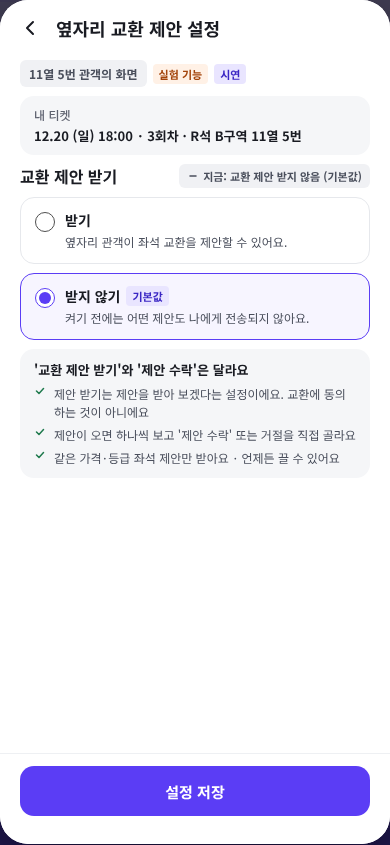 옆자리 교환 제안 설정
11열 5번 관객의 화면 실험 기능 시연
내 티켓
12.20 (일) 18:00 · 3회차 · R석 B구역 11열 5번
교환 제안 받기 – 지금: 교환 제안 받지 않음 (기본값)
받기
옆자리 관객이 좌석 교환을 제안할 수 있어요.
받지 않기 기본값
켜기 전에는 어떤 제안도 나에게 전송되지 않아요.
'교환 제안 받기'와 '제안 수락'은 달라요
제안 받기는 제안을 받아 보겠다는 설정이에요. 교환에 동의
하는 것이 아니에요
제안이 오면 하나씩 보고 '제안 수락' 또는 거절을 직접 골라요
같은 가격·등급 좌석 제안만 받아요 · 언제든 끌 수 있어요
설정 저장